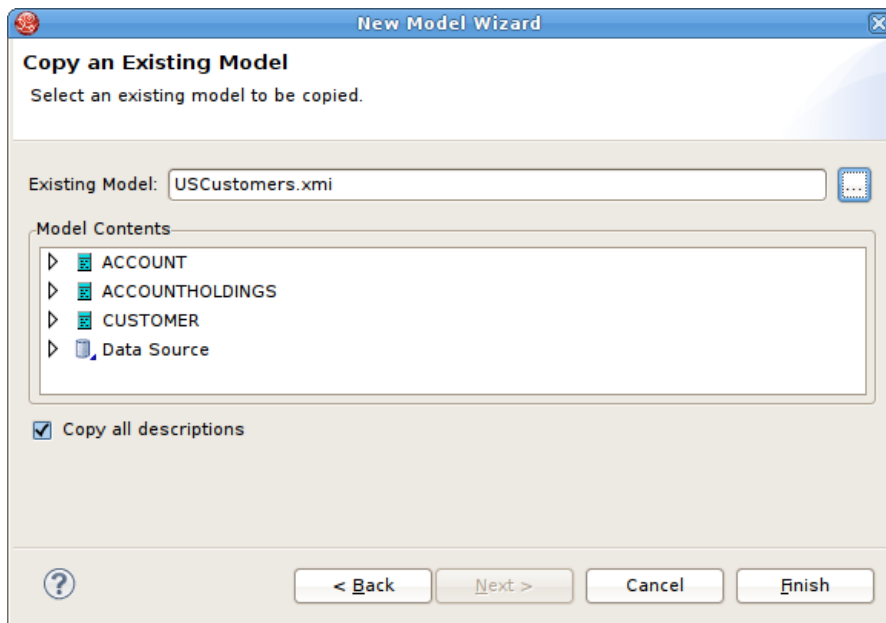 New Model Wizard
Copy an Existing Model
Select an existing model to be copied.
Existing Model: USCustomers.xmi ...
Model Contents
ACCOUNT
ACCOUNTHOLDINGS
CUSTOMER
Data Source
Copy all descriptions
? < Back Next > Cancel Finish